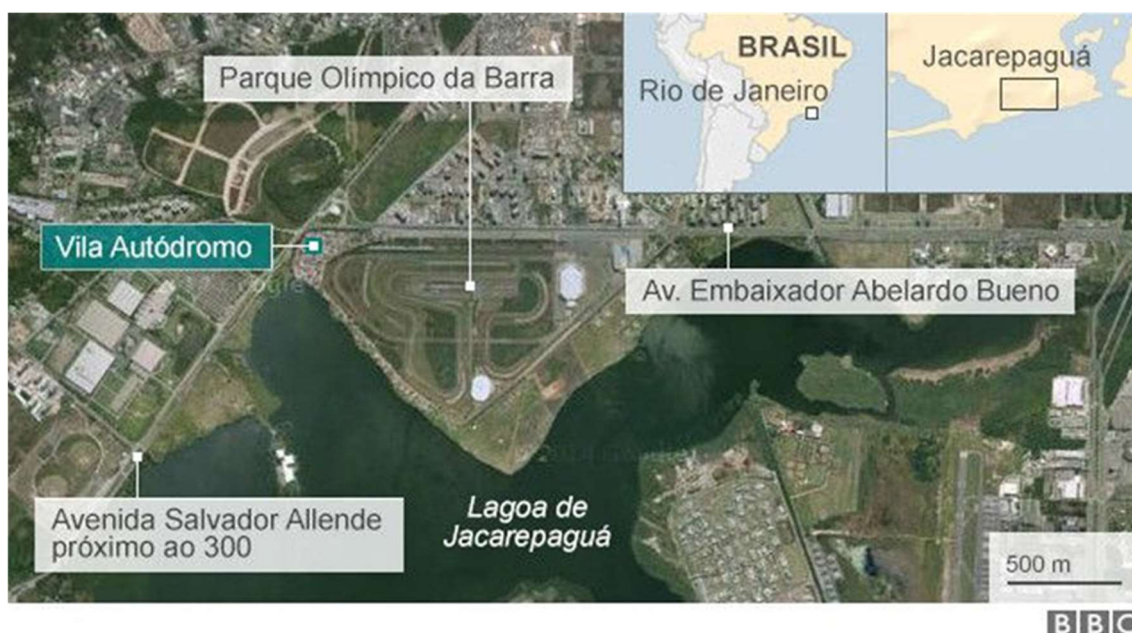 Parque Olímpico da Barra
BRASIL
Rio de Janeiro
Jacarepaguá
Vila Autódromo
Av. Embaixador Abelardo Bueno
Avenida Salvador Allende
próximo ao 300
Lagoa de
Jacarepaguá
500 m
BBC